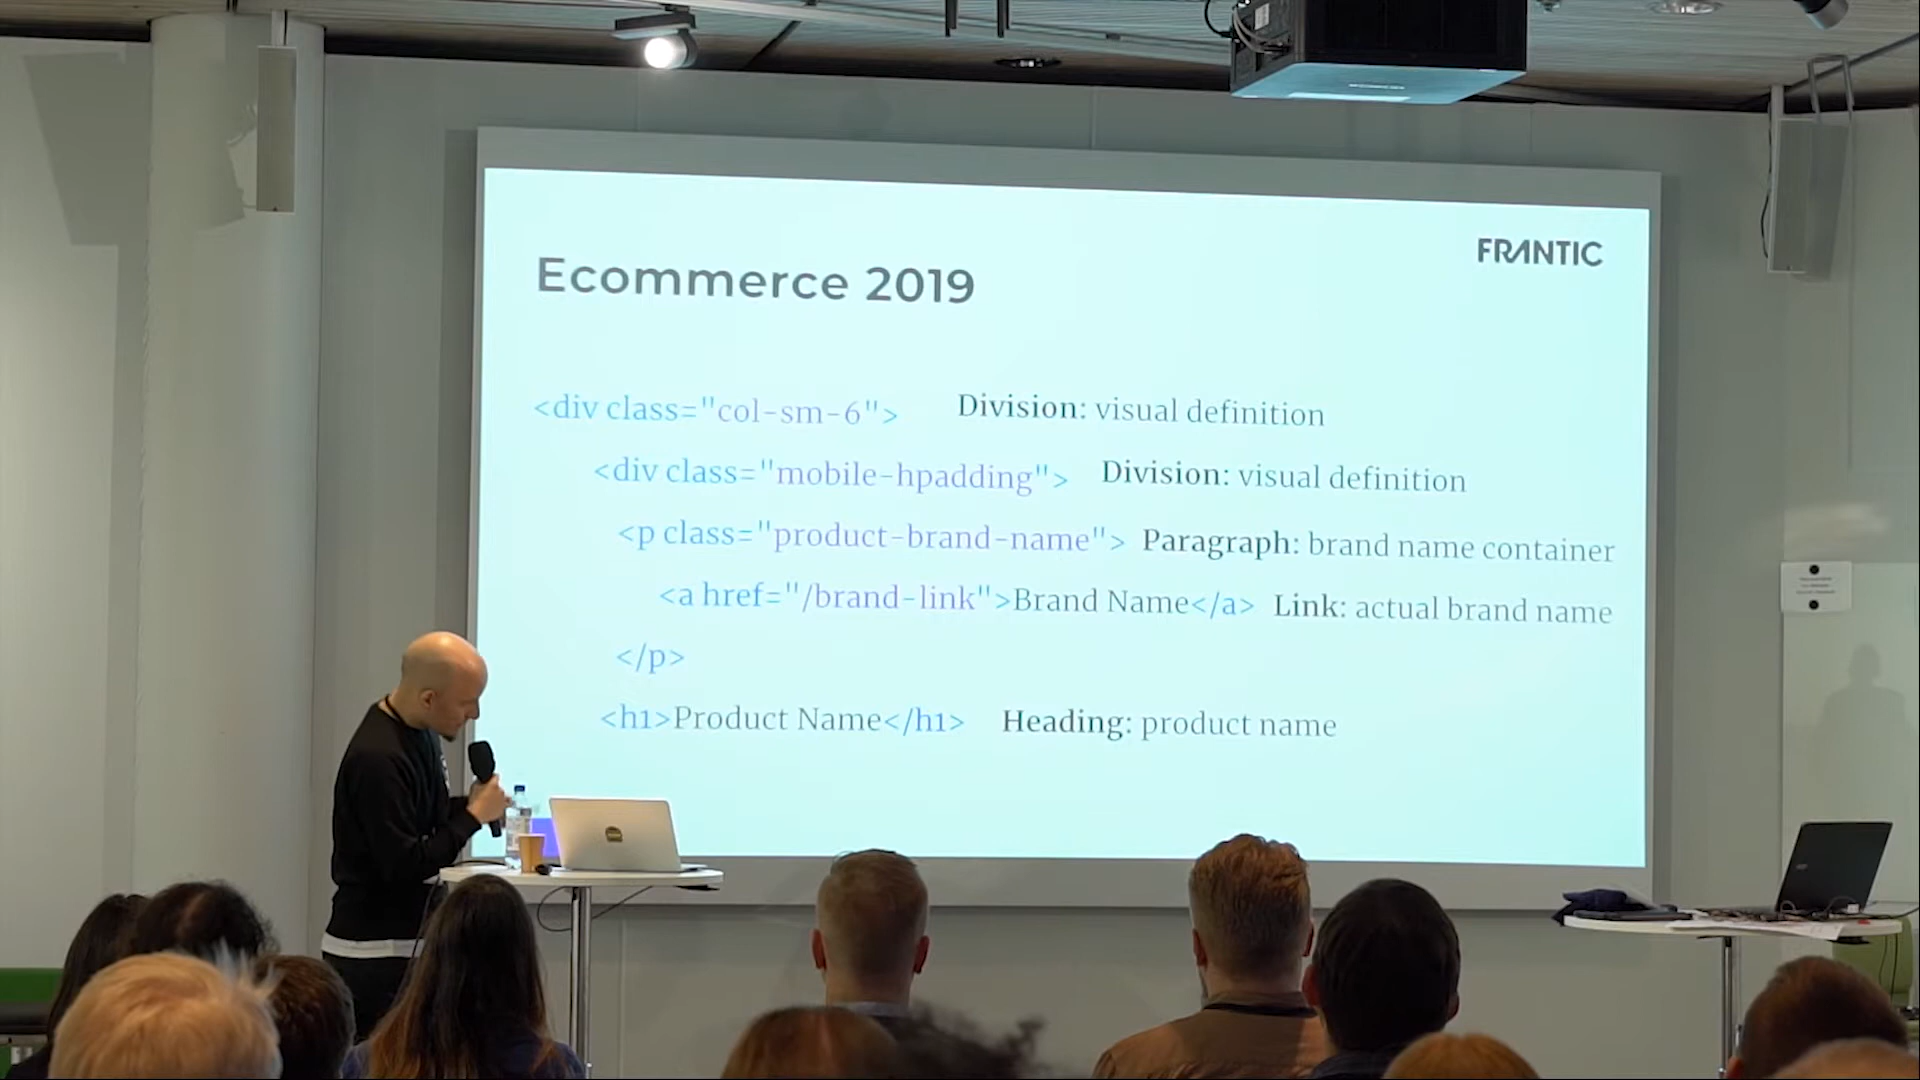 FRANTIC
Ecommerce 2019
<div class="col-sm-6"> Division: visual definition
<div class="mobile-hpadding"> Division: visual definition
<p class="product-brand-name"> Paragraph: brand name container
<a href="/brand-link">Brand Name</a> Link: actual brand name
</p>
<h1>Product Name</h1> Heading: product name